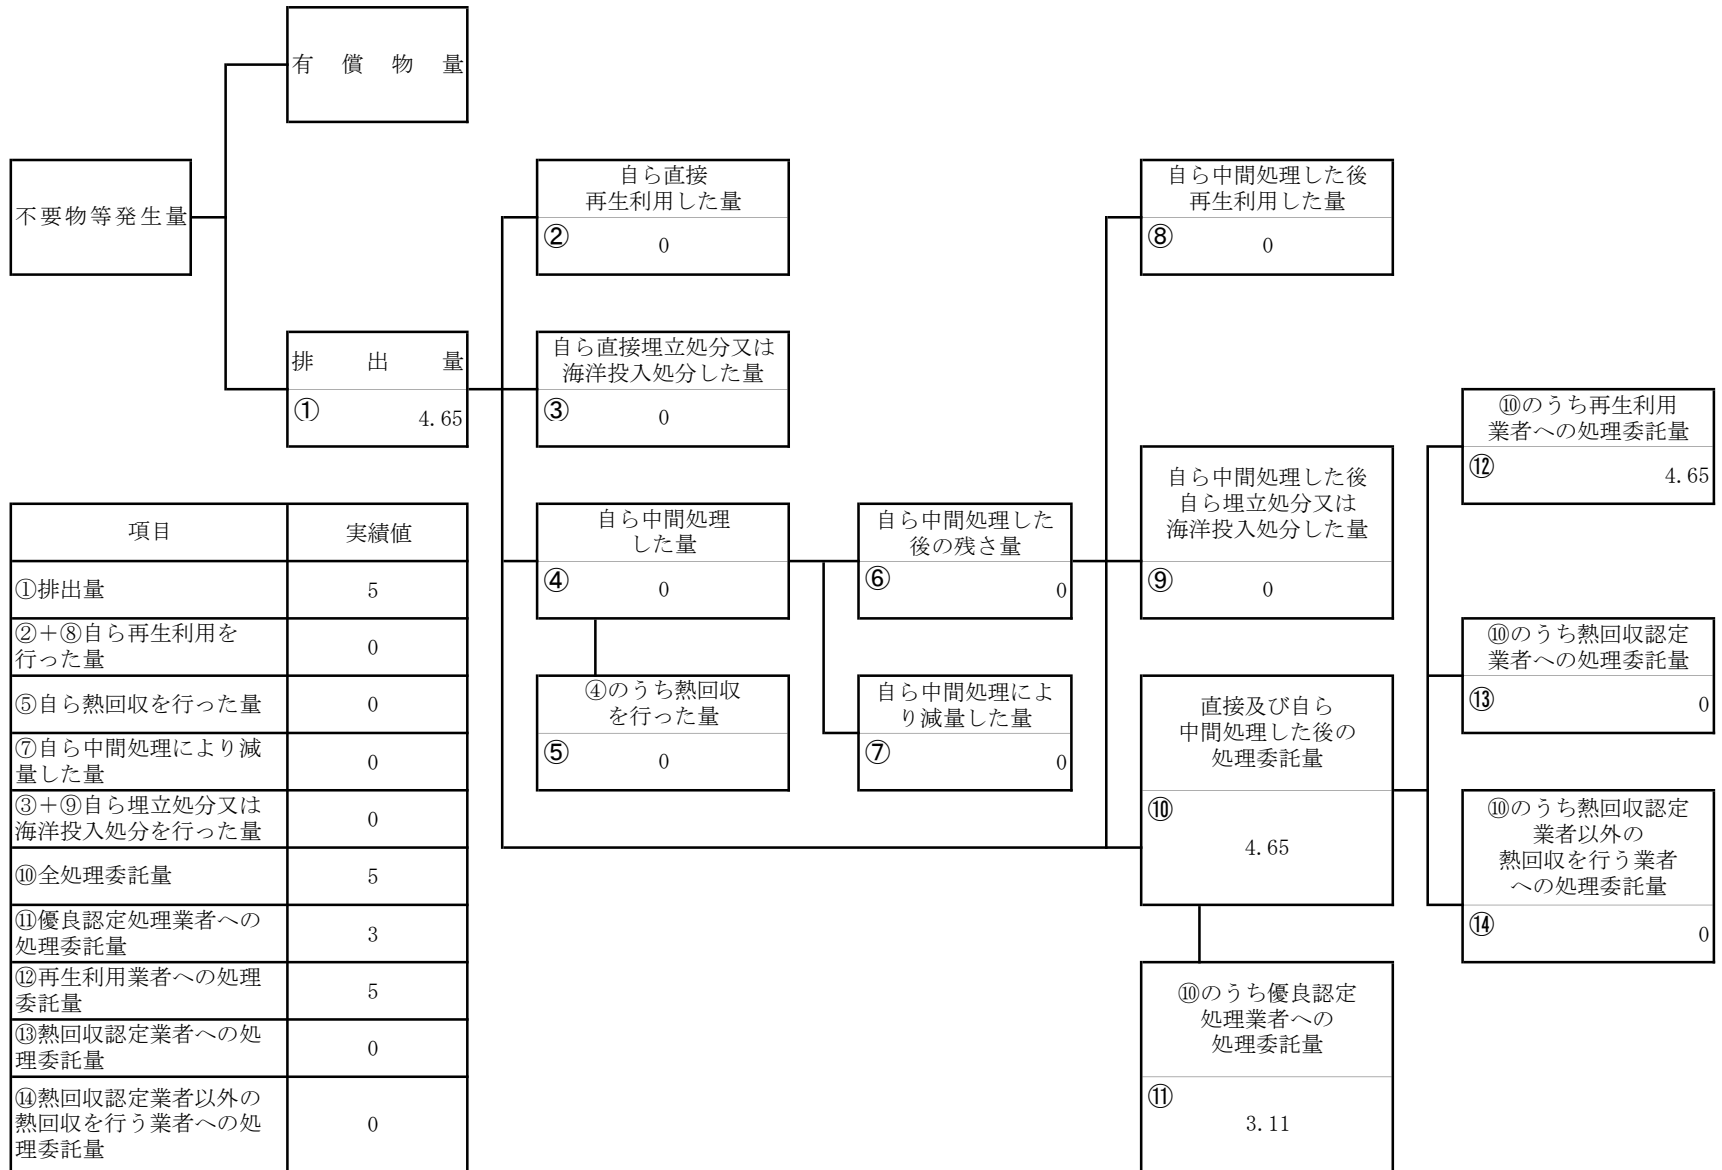 有償物量
不要物等発生量
排出量
①
4.65
自ら直接
再生利用した量
②
0
自ら直接埋立処分又は
海洋投入処分した量
③
0
自ら中間処理
した量
④
0
④のうち熱回収
を行った量
⑤
0
自ら中間処理した
後の残さ量
⑥
0
自ら中間処理によ
り減量した量
⑦
0
自ら中間処理した後
再生利用した量
⑧
0
自ら中間処理した後
自ら埋立処分又は
海洋投入処分した量
⑨
0
直接及び自ら
中間処理した後の
処理委託量
⑩
4.65
⑩のうち優良認定
処理業者への
処理委託量
⑪
3.11
⑩のうち再生利用
業者への処理委託量
⑫
4.65
⑩のうち熱回収認定
業者への処理委託量
⑬
0
⑩のうち熱回収認定
業者以外の
熱回収を行う業者
への処理委託量
⑭
0
項目 実績値
①排出量 5
②＋⑧自ら再生利用を
行った量 0
⑤自ら熱回収を行った量 0
⑦自ら中間処理により減
量した量 0
③＋⑨自ら埋立処分又は
海洋投入処分を行った量 0
⑩全処理委託量 5
⑪優良認定処理業者への
処理委託量 3
⑫再生利用業者への処理
委託量 5
⑬熱回収認定業者への処
理委託量 0
⑭熱回収認定業者以外の
熱回収を行う業者への処
理委託量 0